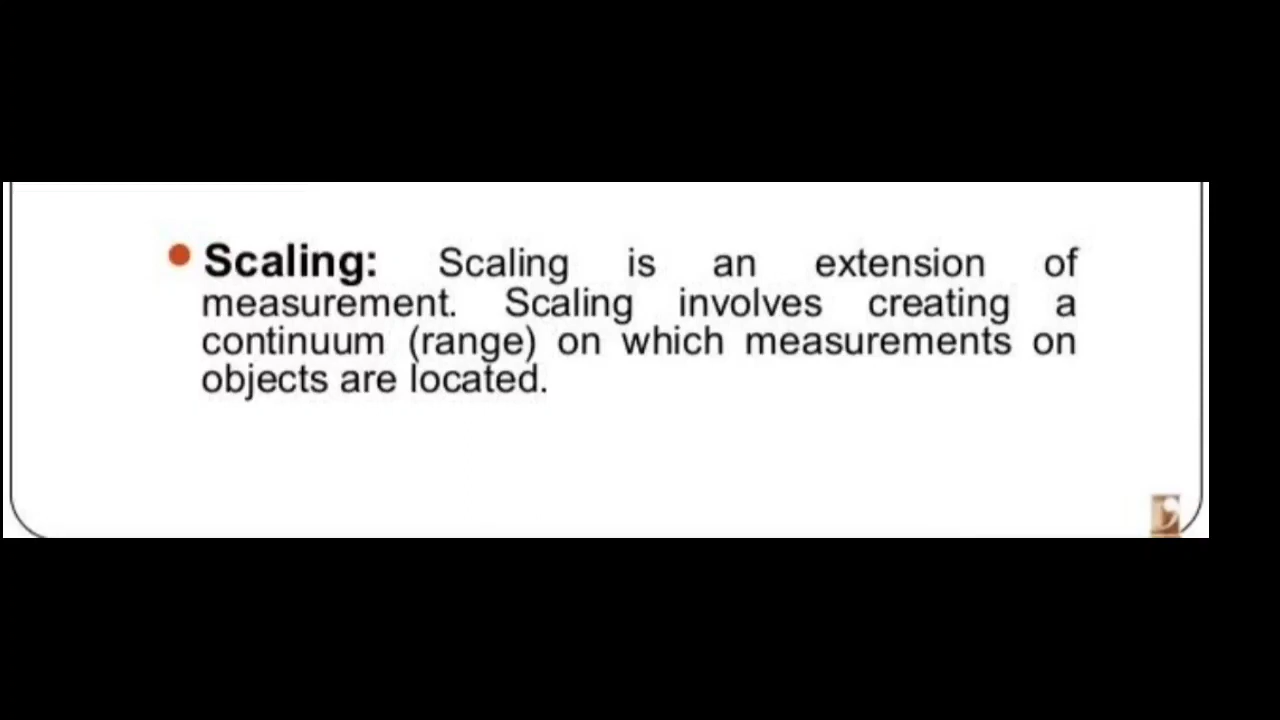 Scaling: Scaling is an extension of
measurement. Scaling involves creating a
continuum (range) on which measurements on
objects are located.